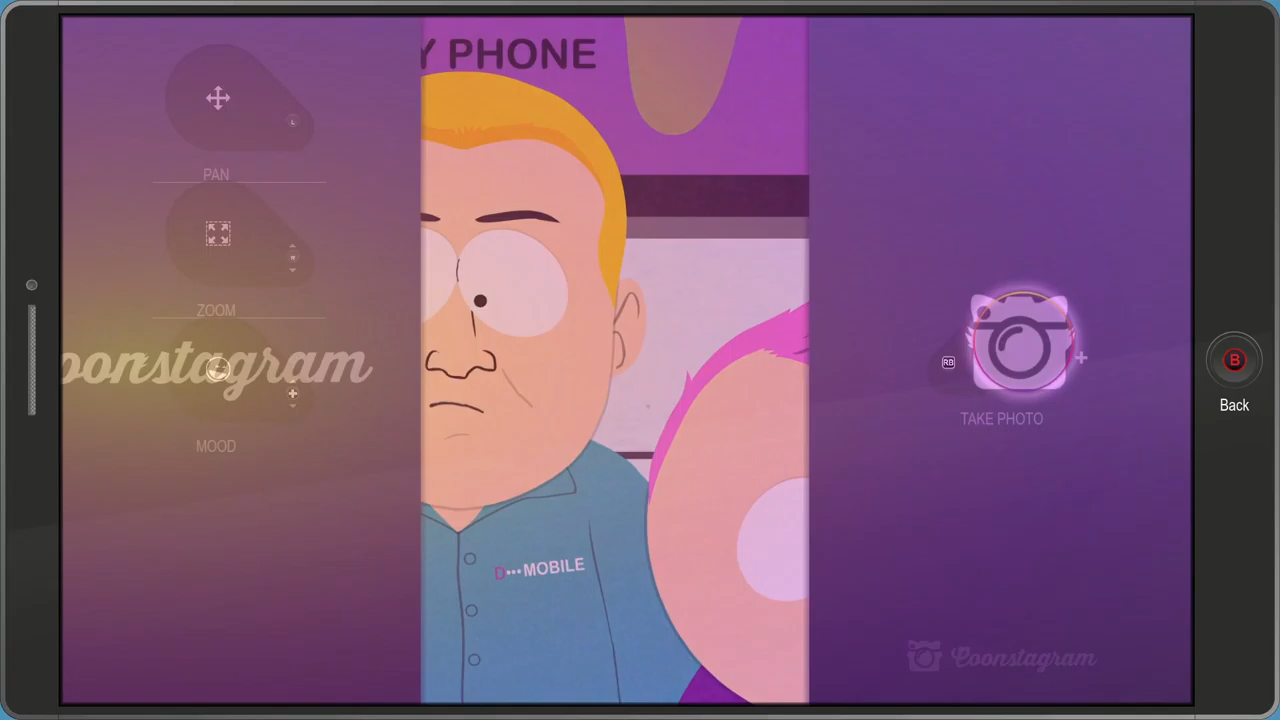 Y PHONE
L
PAN
R
ZOOM
oonstagram
MOOD
D···MOBILE
RB
TAKE PHOTO
B
Back
Coonstagram